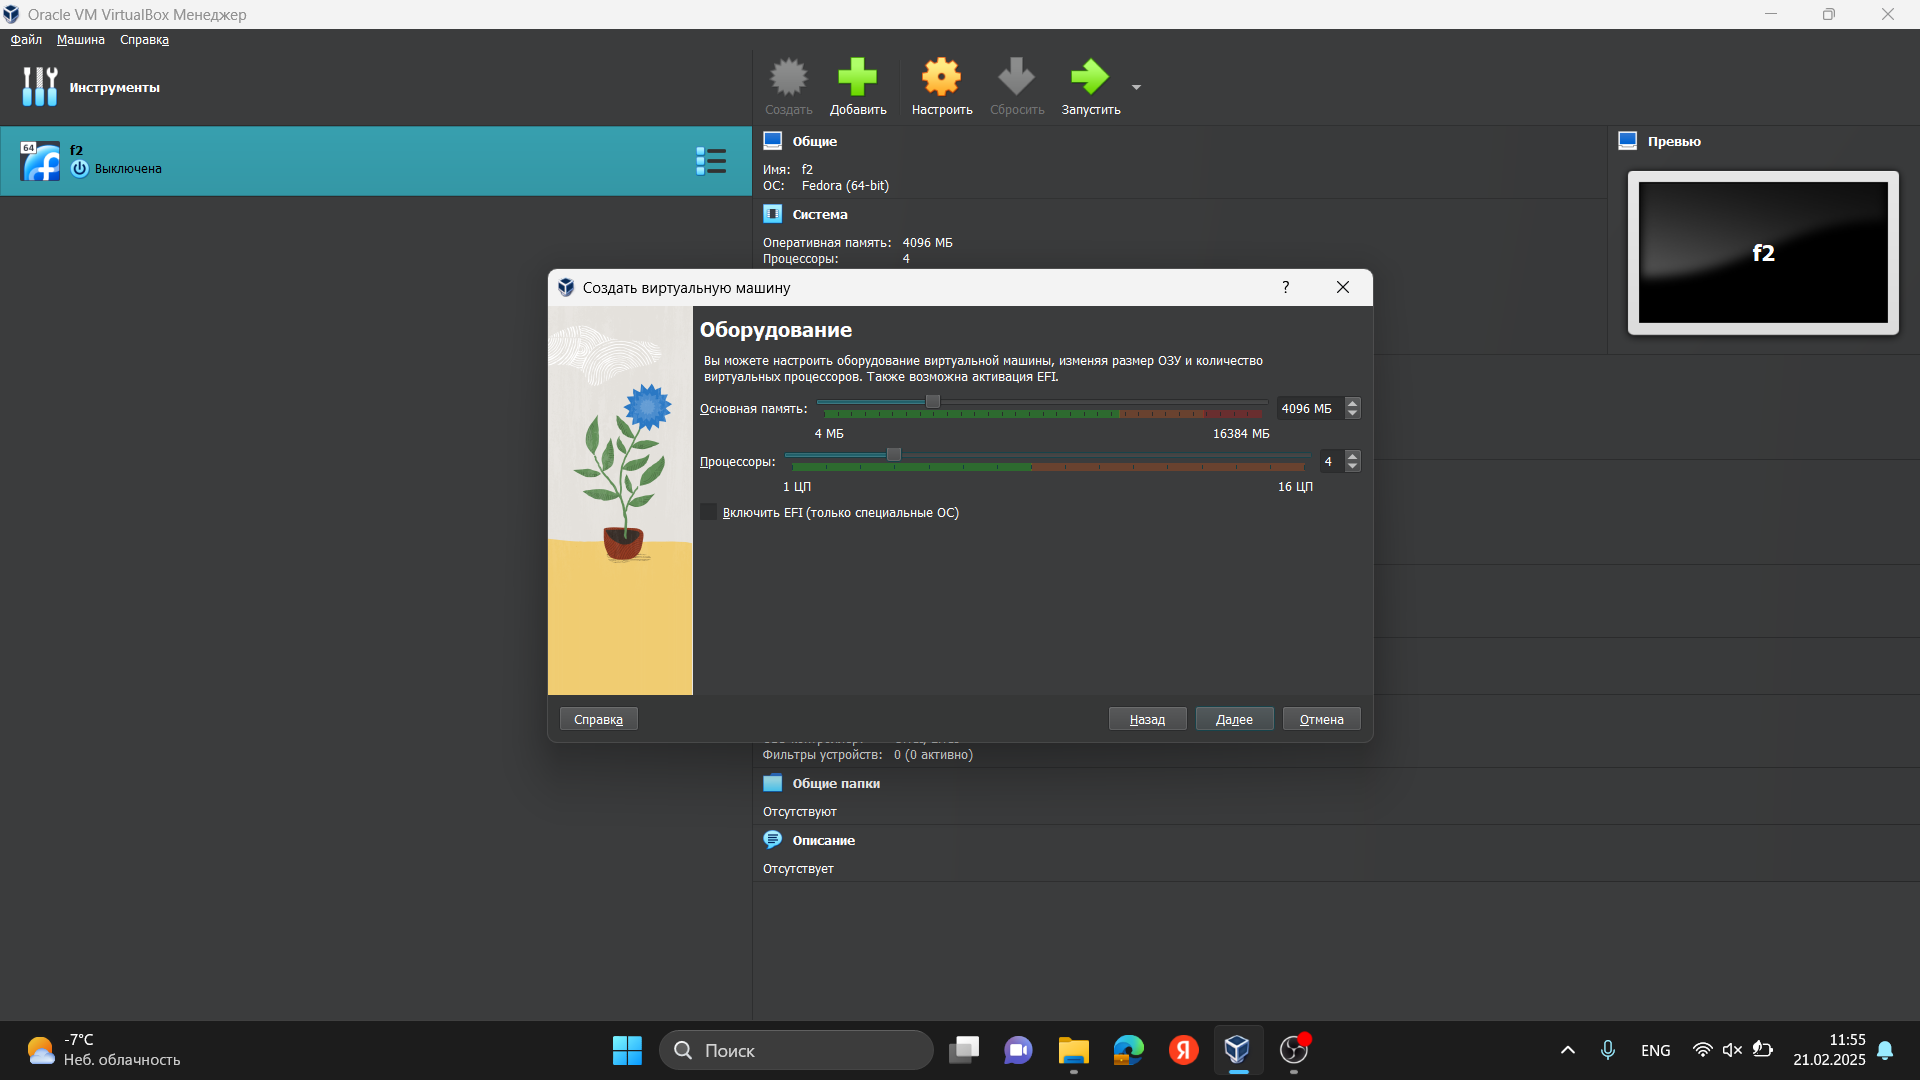 Oracle VM VirtualBox Менеджер
Файл Машина Справка
Инструменты
Создать Добавить Настроить Сбросить Запустить
64
f2
Выключена
Общие
Имя: f2
ОС: Fedora (64-bit)
Система
Оперативная память: 4096 МБ
Процессоры: 4
Превью
f2
Создать виртуальную машину
?
Оборудование
Вы можете настроить оборудование виртуальной машины, изменяя размер ОЗУ и количество
виртуальных процессоров. Также возможна активация EFI.
Основная память: 4096 МБ
4 МБ 16384 МБ
Процессоры: 4
1 ЦП 16 ЦП
Включить EFI (только специальные ОС)
Справка Назад Далее Отмена
Фильтры устройств: 0 (0 активно)
Общие папки
Отсутствуют
Описание
Отсутствует
-7°C
Неб. облачность
Поиск
Я
ENG
11:55
21.02.2025